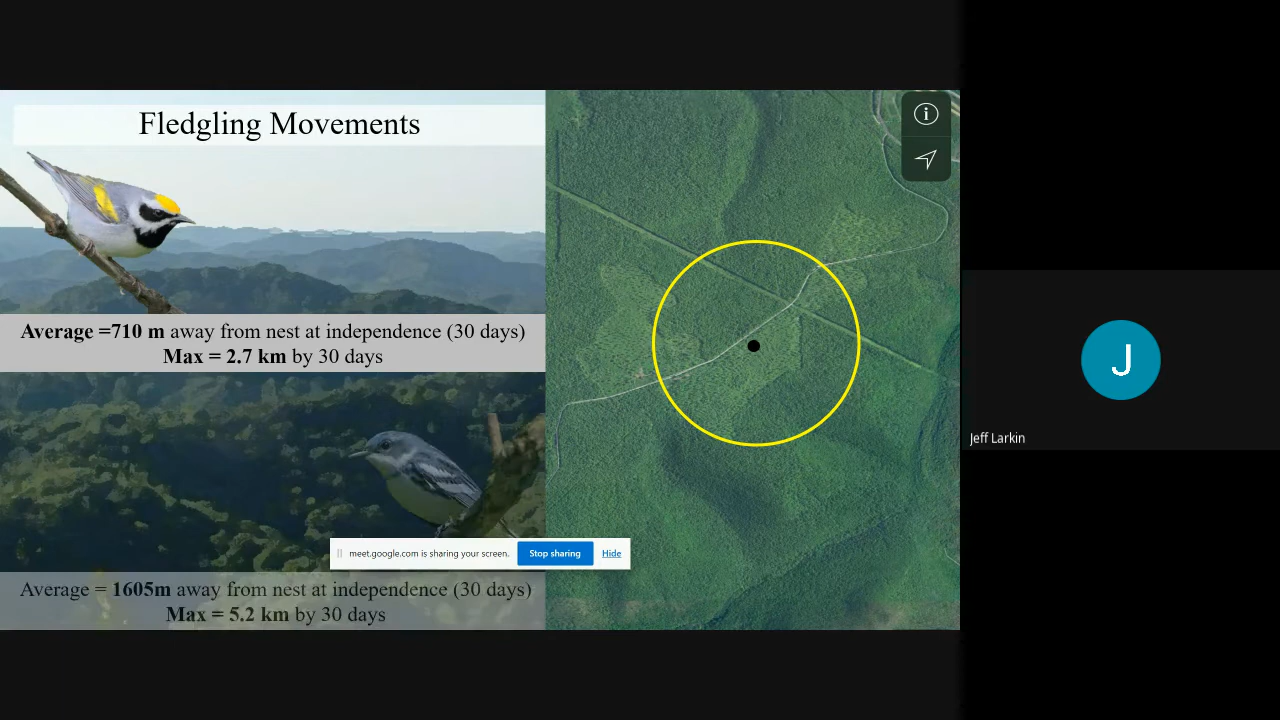 Fledgling Movements
Average =710 m away from nest at independence (30 days)
Max = 2.7 km by 30 days
meet.google.com is sharing your screen. Stop sharing Hide
Average = 1605m away from nest at independence (30 days)
Max = 5.2 km by 30 days
J
Jeff Larkin